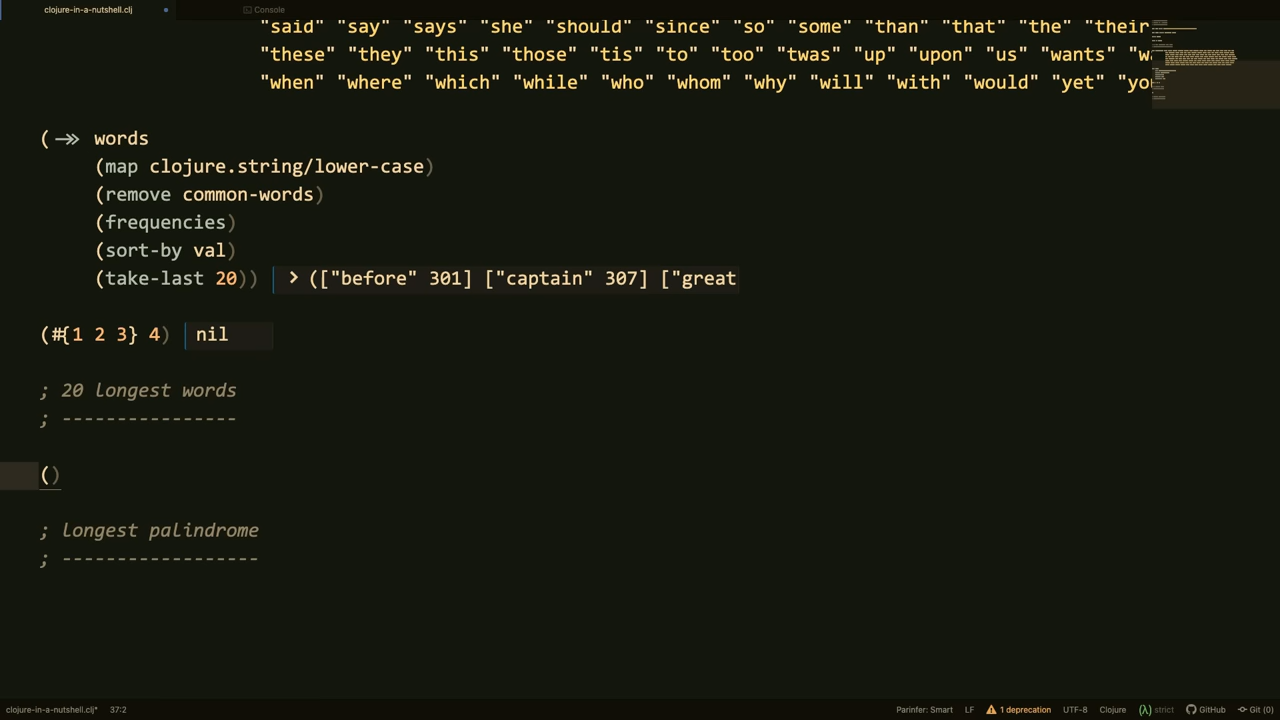 clojure-in-a-nutshell.clj
Console
"said" "say" "says" "she" "should" "since" "so" "some" "than" "that" "the" "their
"these" "they" "this" "those" "tis" "to" "too" "twas" "up" "upon" "us" "wants"
"when" "where" "which" "while" "who" "whom" "why" "will" "with" "would" "yet"
(->> words
(map clojure.string/lower-case)
(remove common-words)
(frequencies)
(sort-by val)
(take-last 20)) > (["before" 301] ["captain" 307] ["great
(#{1 2 3} 4) nil
; 20 longest words
; ----------------
()
; Longest palindrome
; ------------------
clojure-in-a-nutshell.clj* 37:2 Parinfer: Smart LF 1 deprecation UTF-8 Clojure (λ) strict GitHub Git (0)